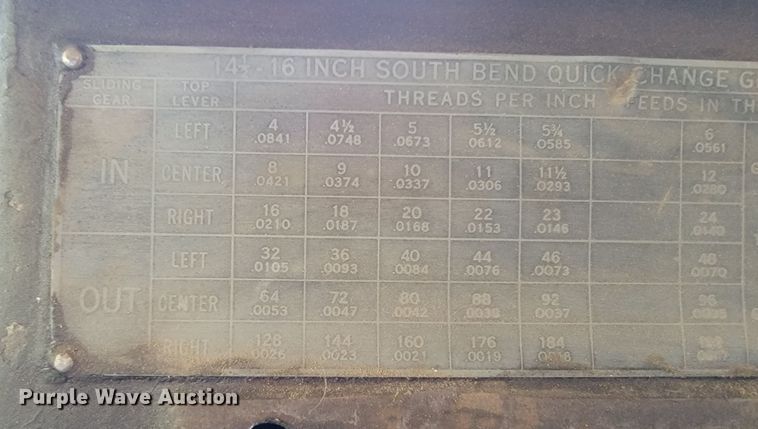 14½-16 INCH SOUTH BEND QUICK CHANGE G
SLIDING GEAR TOP LEVER THREADS PER INCH FEEDS IN TH
IN LEFT 4 4½ 5 5½ 5¾ 6
.0841 .0748 .0673 .0612 .0585 .0561
CENTER 8 9 10 11 11½ 12
.0421 .0374 .0337 .0306 .0293 .0280
RIGHT 16 18 20 22 23 24
.0210 .0187 .0168 .0153 .0146 .0140
OUT LEFT 32 36 40 44 46 48
.0105 .0093 .0084 .0076 .0073 .0070
CENTER 64 72 80 88 92 96
.0053 .0047 .0042 .0038 .0037
RIGHT 128 144 160 176 184
.0026 .0023 .0021 .0019 .0018
Purple Wave Auction